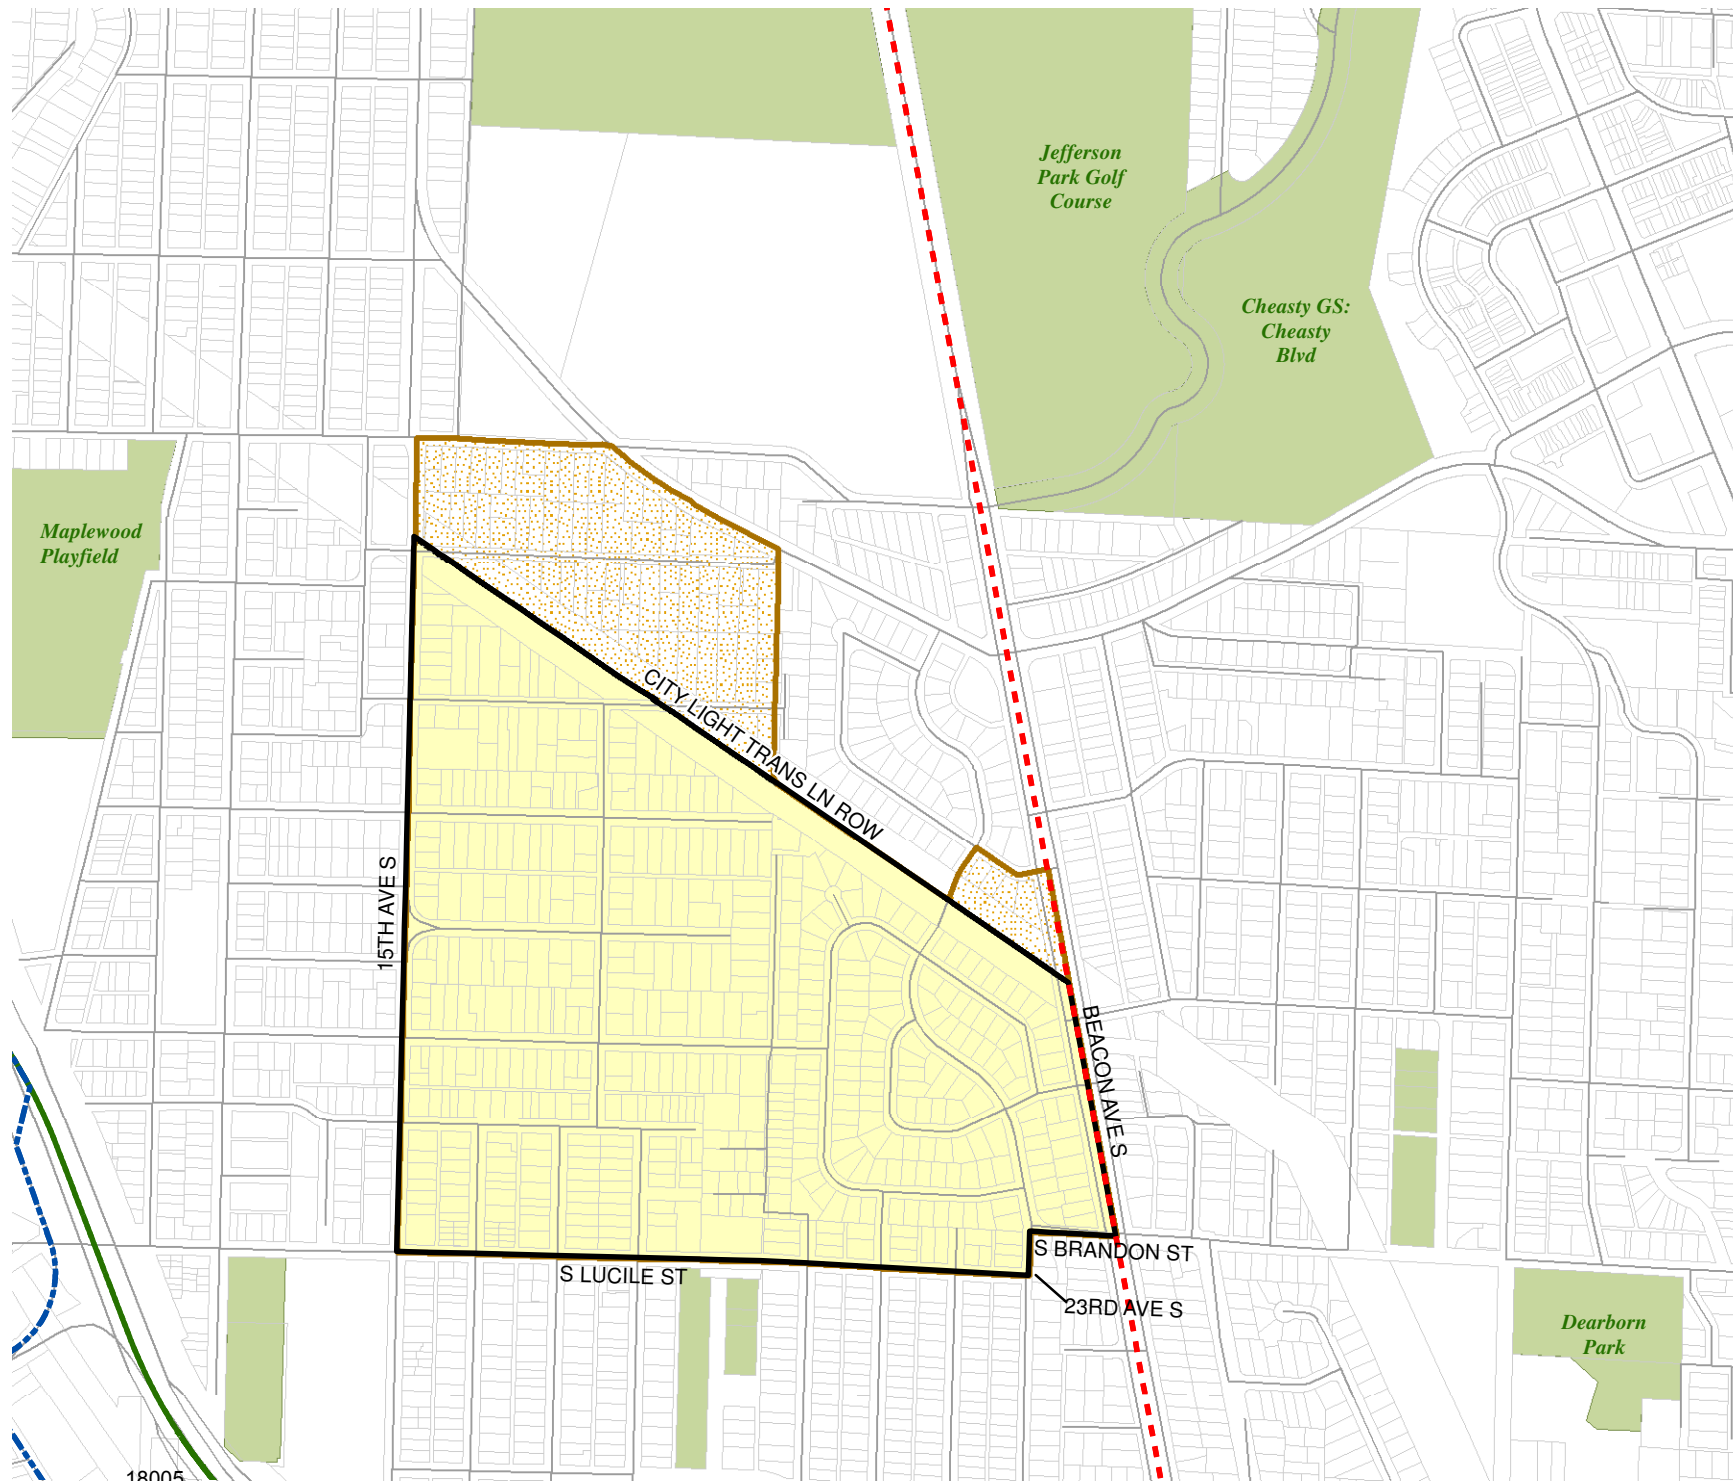 Jefferson
Park Golf
Course
Cheasty GS:
Cheasty
Blvd
Maplewood
Playfield
CITY LIGHT TRANS LN ROW
15TH AVE S
BEACON AVE S
S BRANDON ST
S LUCILE ST
23RD AVE S
Dearborn
Park
18005